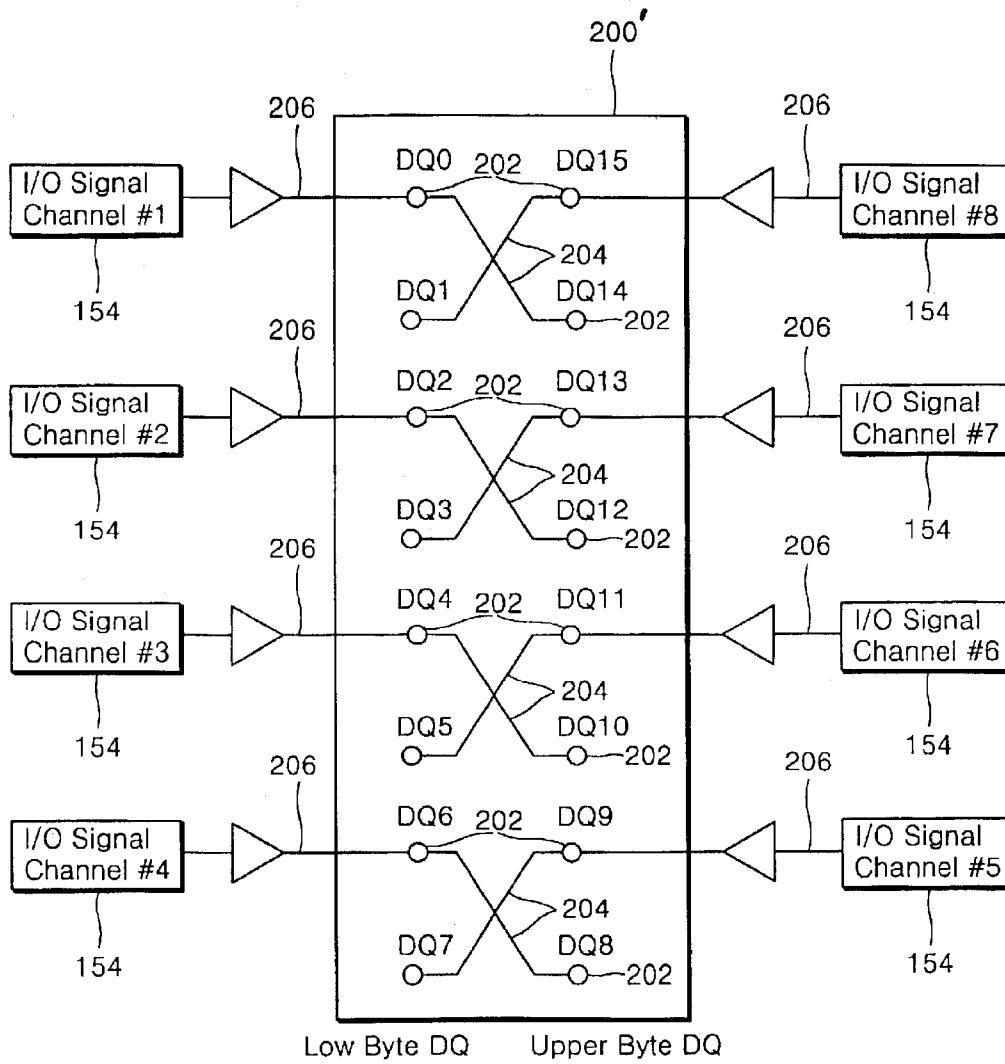 200'
206 206
DQ0 202 DQ15
I/O Signal
Channel #1
I/O Signal
Channel #8
204
DQ1 DQ14
154 202 154
206 206
DQ2 202 DQ13
I/O Signal
Channel #2
I/O Signal
Channel #7
204
DQ3 DQ12
154 202 154
206 206
DQ4 202 DQ11
I/O Signal
Channel #3
I/O Signal
Channel #6
204
DQ5 DQ10
154 202 154
206 206
DQ6 202 DQ9
I/O Signal
Channel #4
I/O Signal
Channel #5
204
DQ7 DQ8
154 202 154
Low Byte DQ Upper Byte DQ